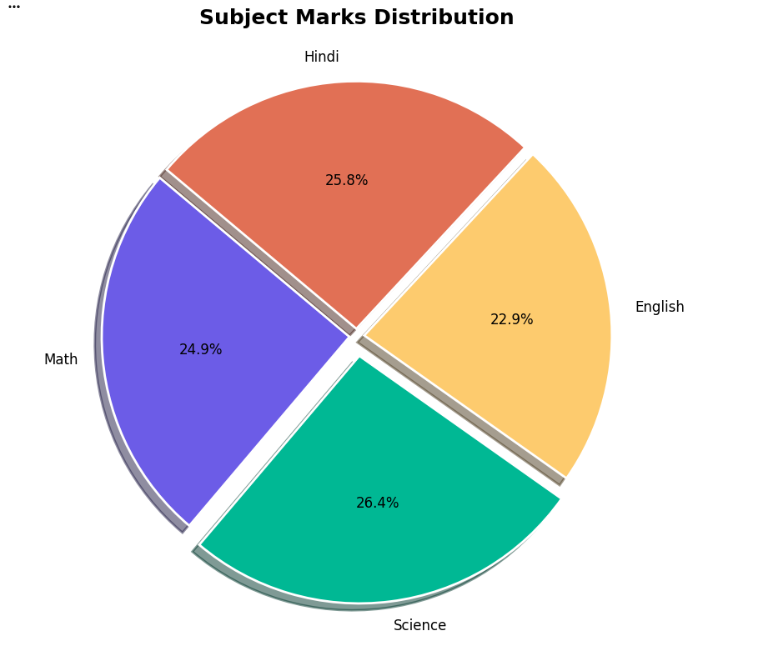 ...
Subject Marks Distribution
Hindi
25.8%
English
22.9%
24.9%
Math
26.4%
Science